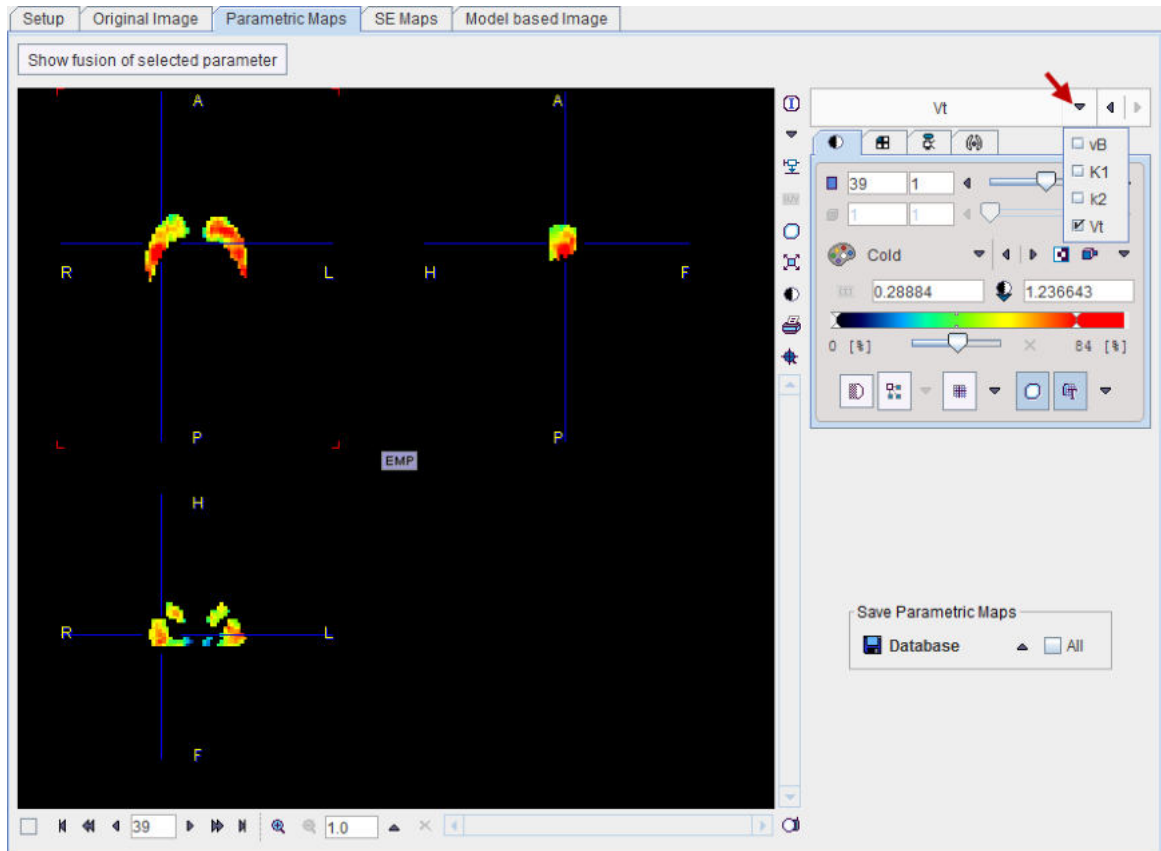 Setup Original Image Parametric Maps SE Maps Model based Image
Show fusion of selected parameter
A A
Vt
vB
K1
k2
Vt
39 1
1 1
R L H F
Cold
0.28884 1.236643
0 [%] 84 [%]
P P
EMP
H
R L
F
Save Parametric Maps
Database All
39 1.0